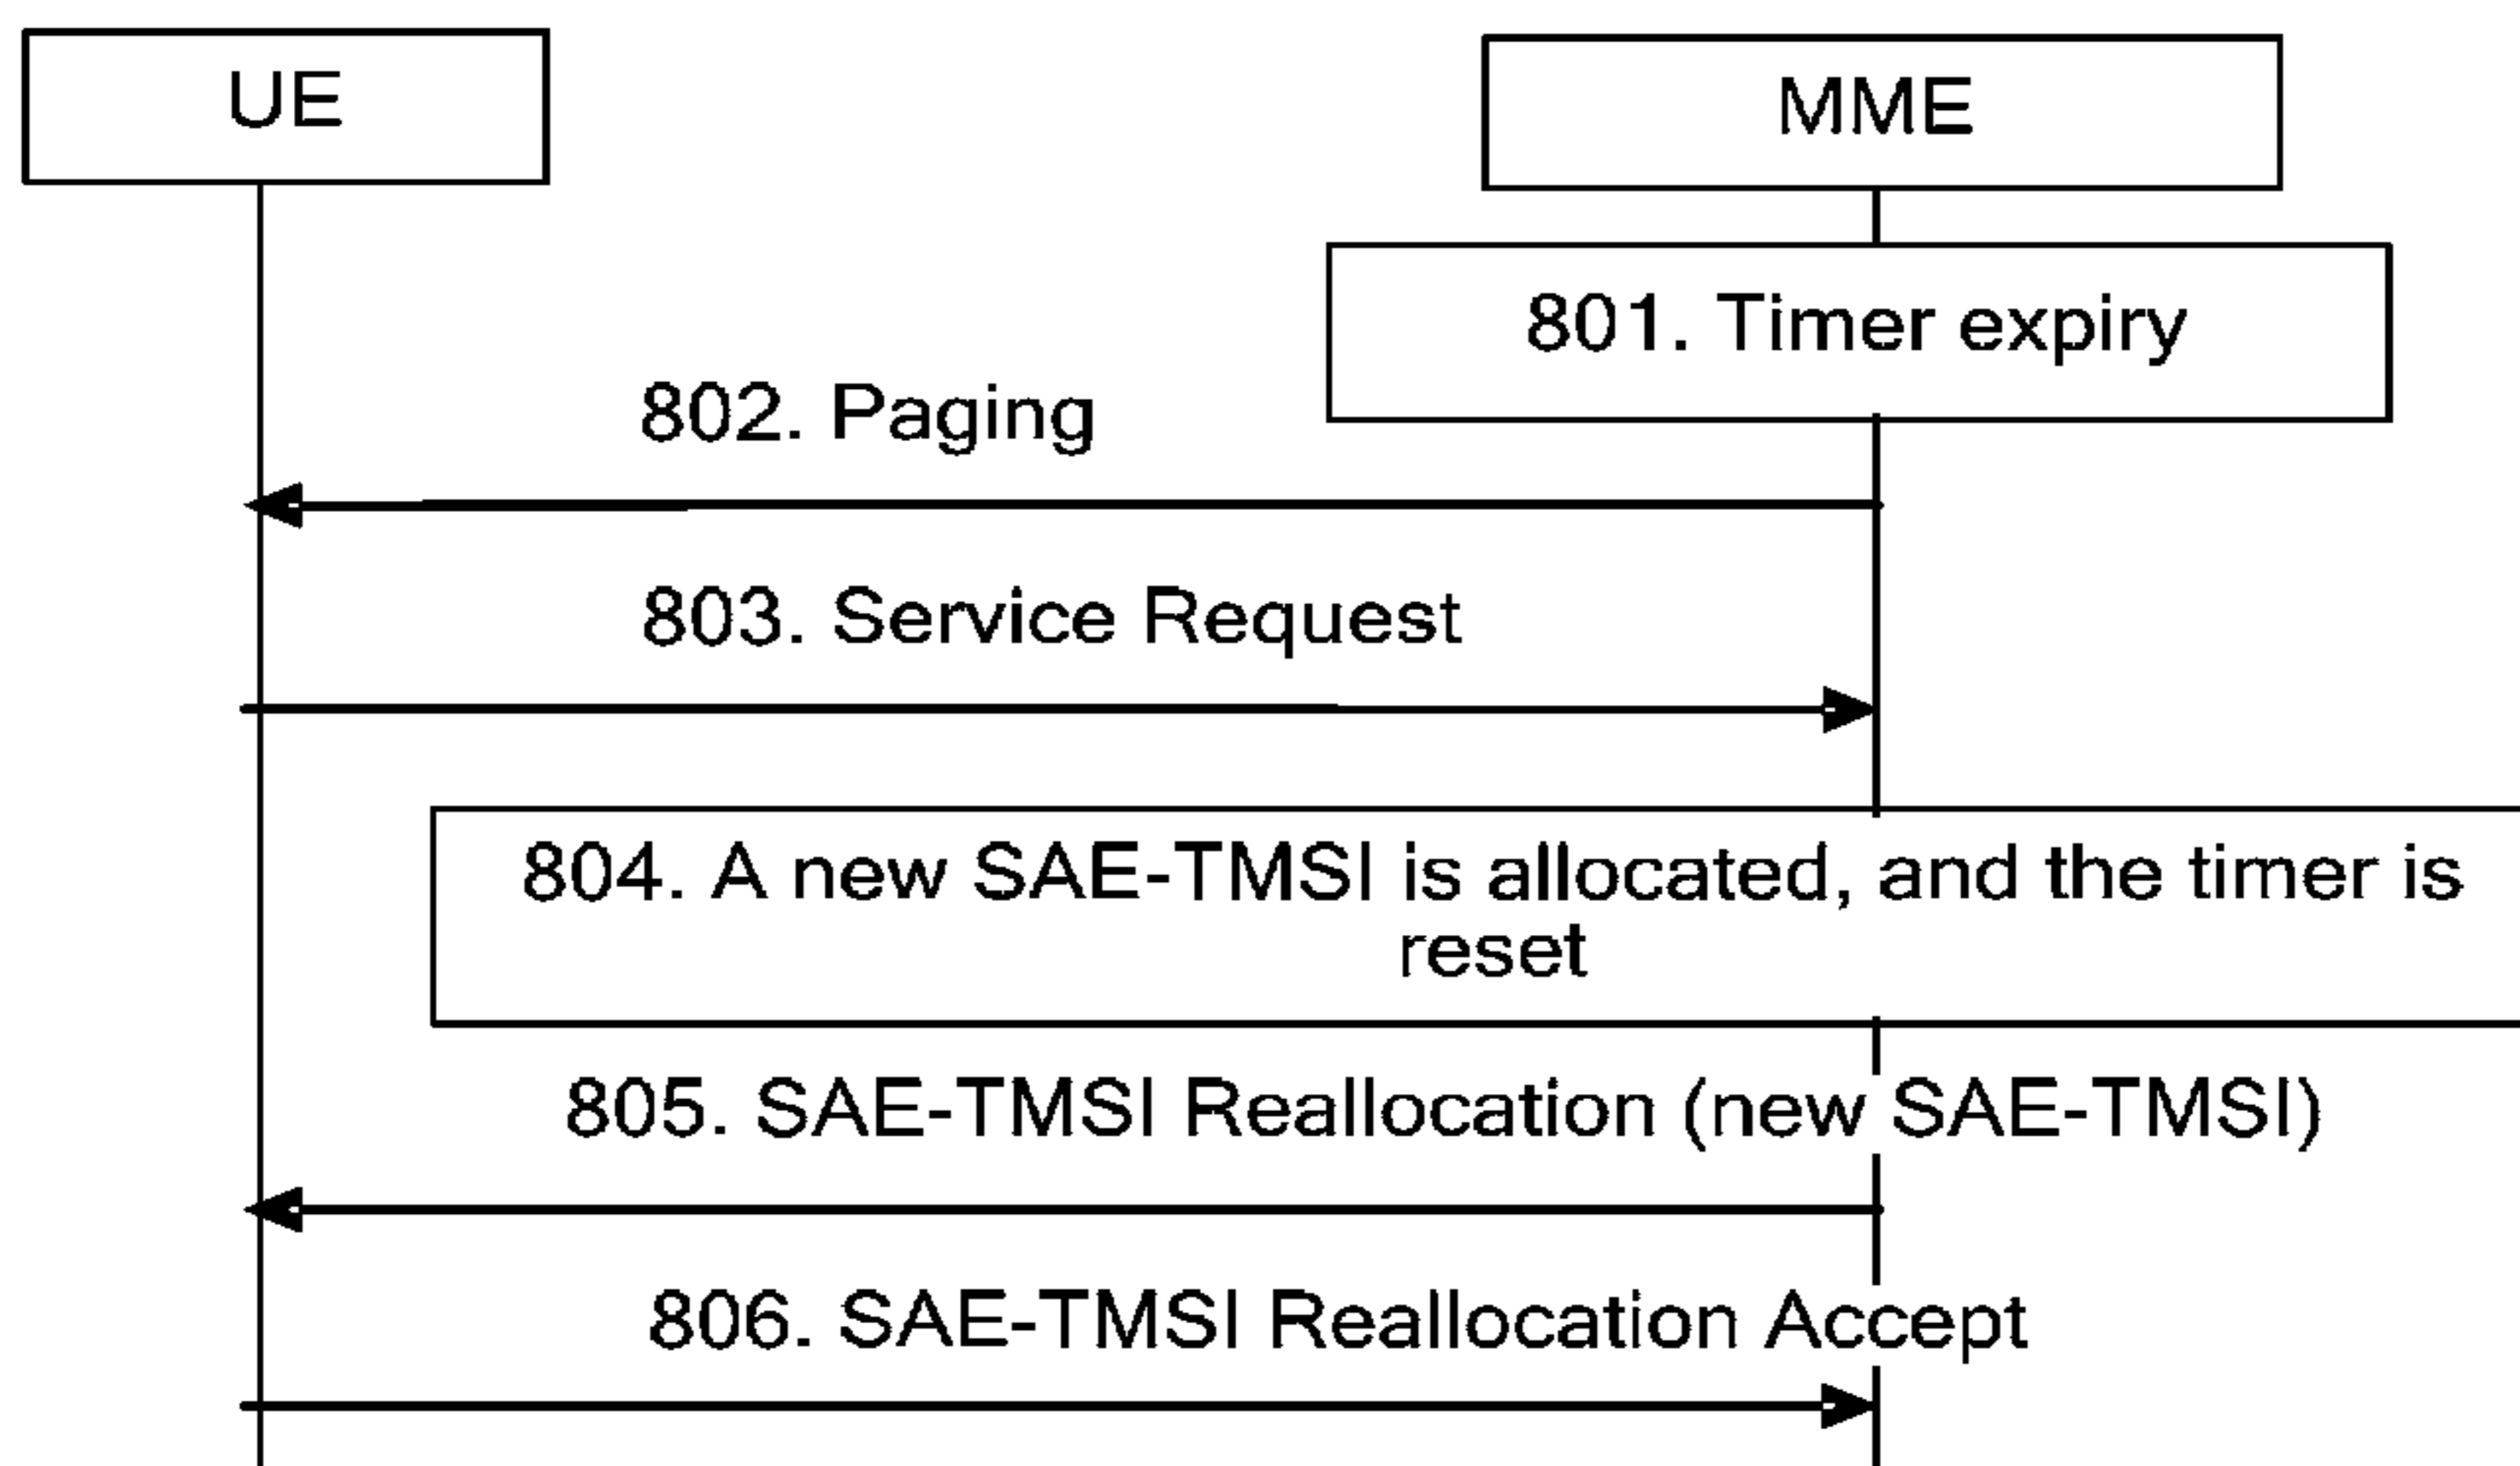 UE
MME
801. Timer expiry
802. Paging
803. Service Request
804. A new SAE-TMSI is allocated, and the timer is
reset
805. SAE-TMSI Reallocation (new SAE-TMSI)
806. SAE-TMSI Reallocation Accept